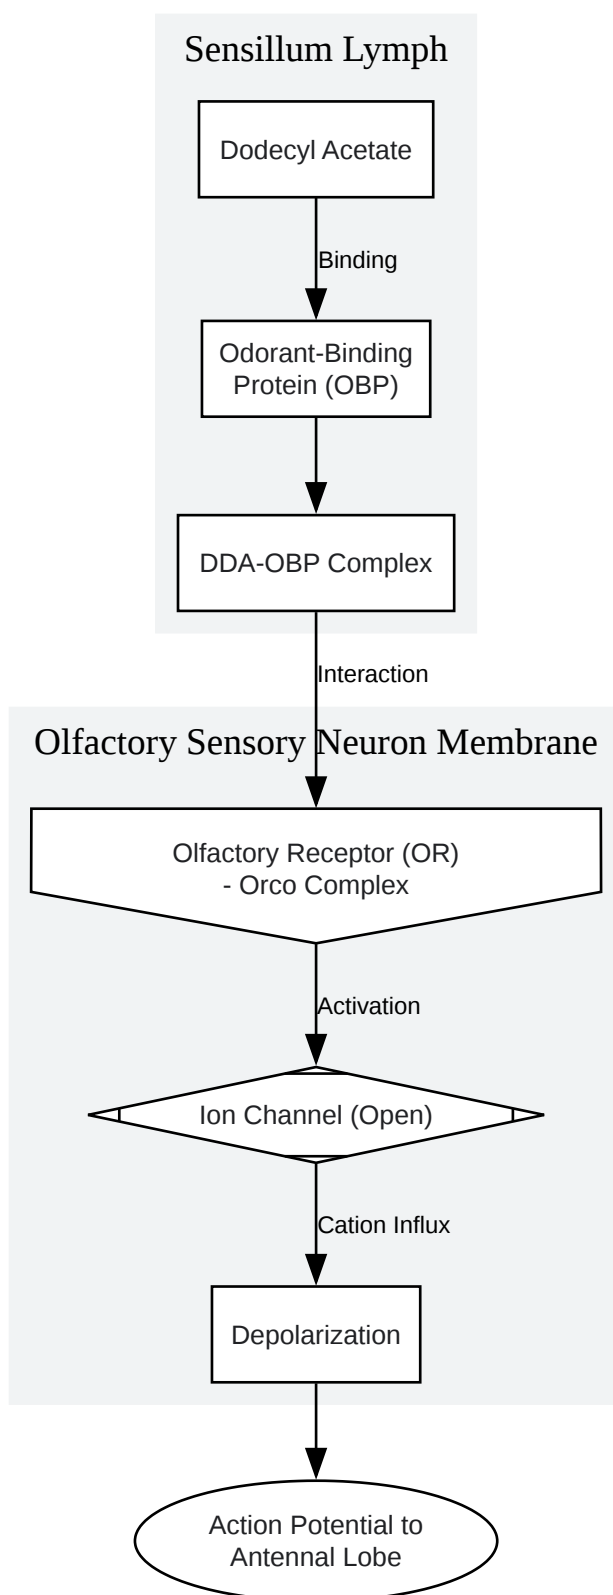 Sensillum Lymph
Dodecyl Acetate
Binding
Odorant-Binding
Protein (OBP)
DDA-OBP Complex
Interaction
Olfactory Sensory Neuron Membrane
Olfactory Receptor (OR)
- Orco Complex
Activation
Ion Channel (Open)
Cation Influx
Depolarization
Action Potential to
Antennal Lobe